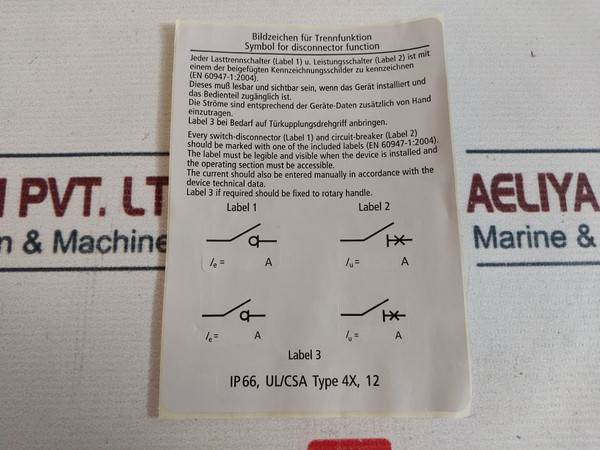 Bildzeichen für Trennfunktion
Symbol for disconnector function
Jeder Lasttrennschalter (Label 1) u. Leistungsschalter (Label 2) ist mit
einem der beigefügten Kennzeichnungsschilder zu kennzeichnen
(EN 60947-1:2004).
Dieses muß lesbar und sichtbar sein, wenn das Gerät installiert und
das Bedienteil zugänglich ist.
Die Ströme sind entsprechend der Geräte-Daten zusätzlich von Hand
einzutragen.
Label 3 bei Bedarf auf Türkupplungsdrehgriff anbringen.
Every switch-disconnector (Label 1) and circuit-breaker (Label 2)
should be marked with one of the included labels (EN 60947-1:2004).
The label must be legible and visible when the device is installed and
the operating section must be accessible.
The current should also be entered manually in accordance with the
device technical data.
Label 3 if required should be fixed to rotary handle.
Label 1 Label 2
Ie = A Iu = A
Ie = A Iu = A
Label 3
IP66, UL/CSA Type 4X, 12
PVT. LT
n & Machine
AELIYA
Marine &